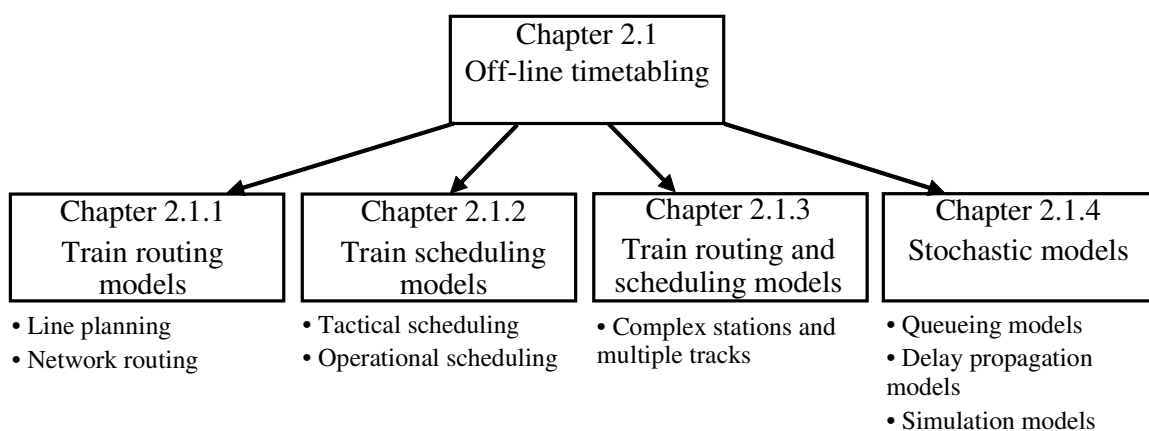 Chapter 2.1
Off-line timetabling
Chapter 2.1.1
Train routing
models
• Line planning
• Network routing
Chapter 2.1.2
Train scheduling
models
• Tactical scheduling
• Operational scheduling
Chapter 2.1.3
Train routing and
scheduling models
• Complex stations and
multiple tracks
Chapter 2.1.4
Stochastic models
• Queueing models
• Delay propagation
models
• Simulation models